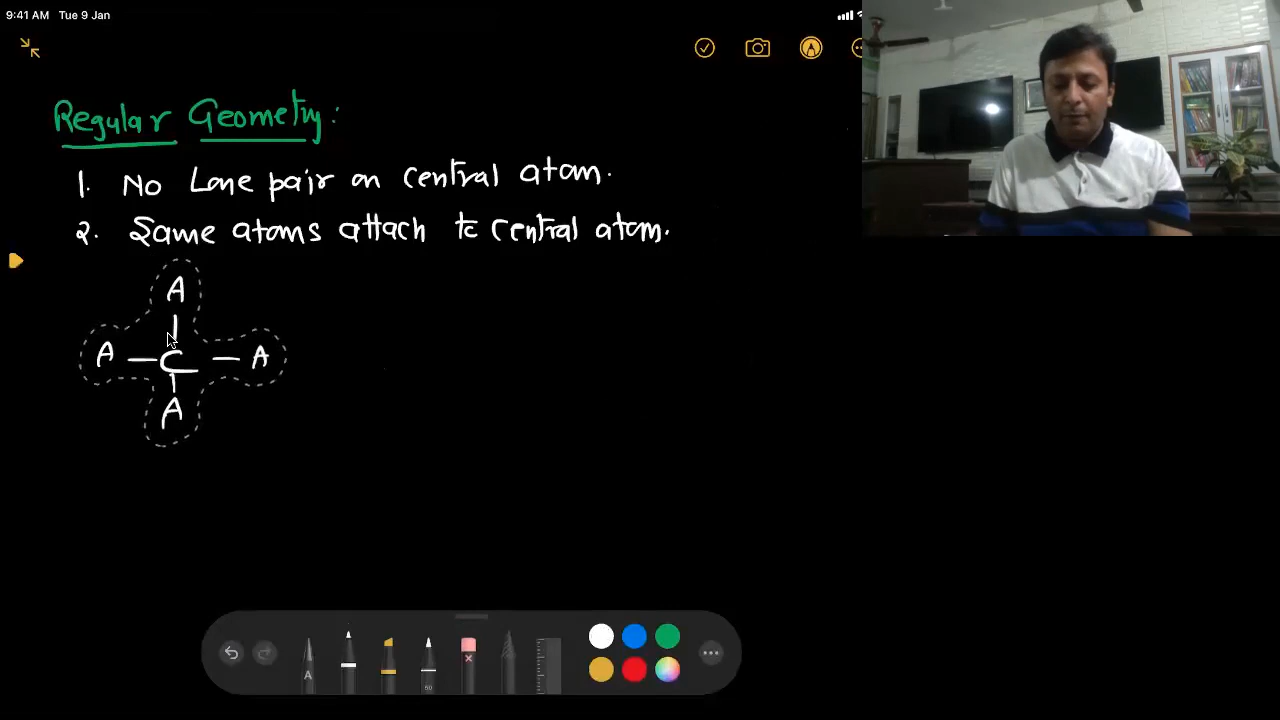 9:41 AM Tue 9 Jan
Regular Geometry:
1. No Lone pair on central atom.
2. Same atoms attach to central atom.
A
A — C — A
A
A
50